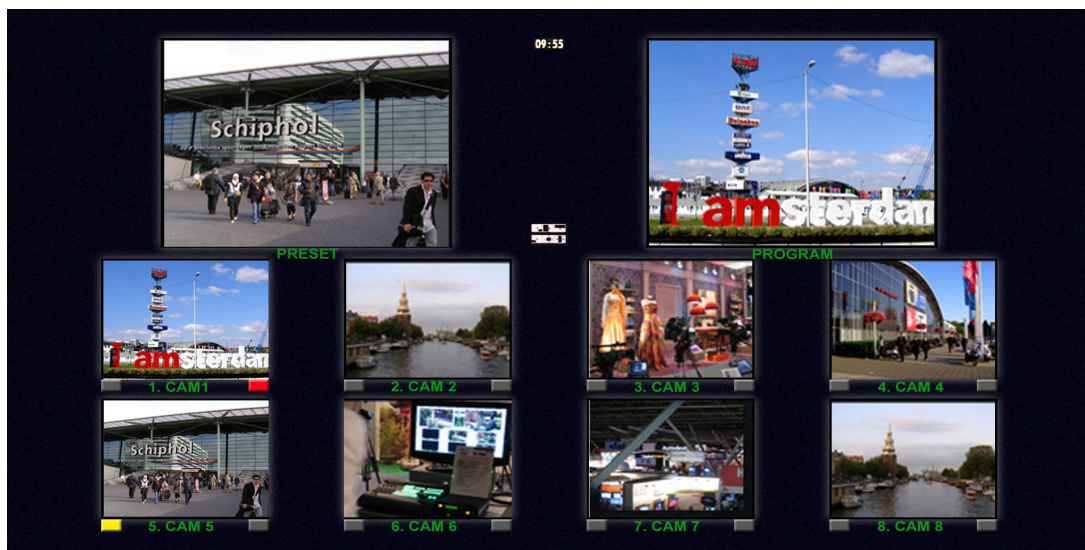 09:55
Schiphol
Heineken
I amsterdam
PRESET
PROGRAM
I amsterdam
1. CAM1
2. CAM 2
3. CAM 3
4. CAM 4
Schiphol
5. CAM 5
6. CAM 6
7. CAM 7
8. CAM 8